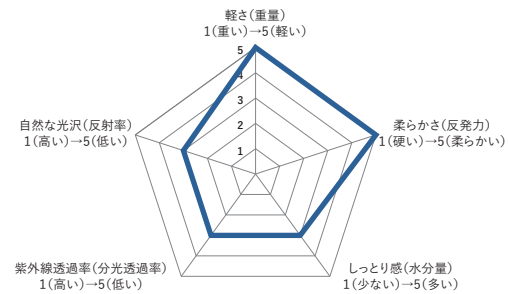 軽さ(重量)
1(重い)→5(軽い)
5
4
3
2
1
自然な光沢(反射率)
1(高い)→5(低い)
柔らかさ(反発力)
1(硬い)→5(柔らかい)
紫外線透過率(分光透過率)
1(高い)→5(低い)
しっとり感(水分量)
1(少ない)→5(多い)